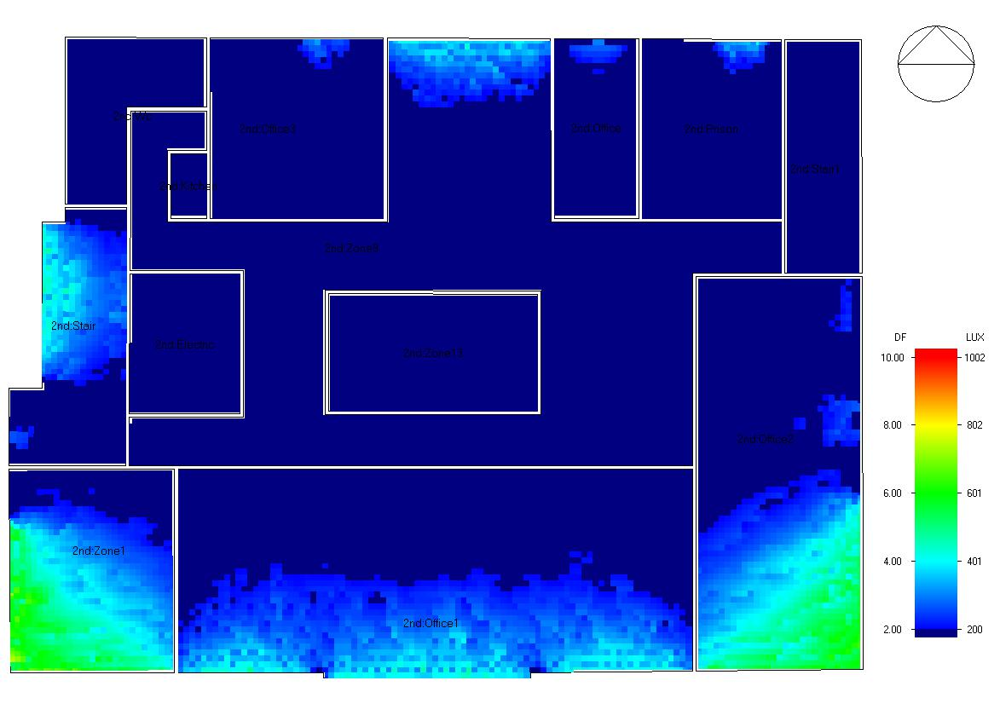 2nd:Office3
2nd:Office
2nd:Prison
2nd:Stair1
2nd:Kitchen
2nd:Zone9
2nd:Stair
2nd:Electric
2nd:Zone13
2nd:Office2
2nd:Zone1
2nd:Office1
DF LUX
10.00 1002
8.00 802
6.00 601
4.00 401
2.00 200